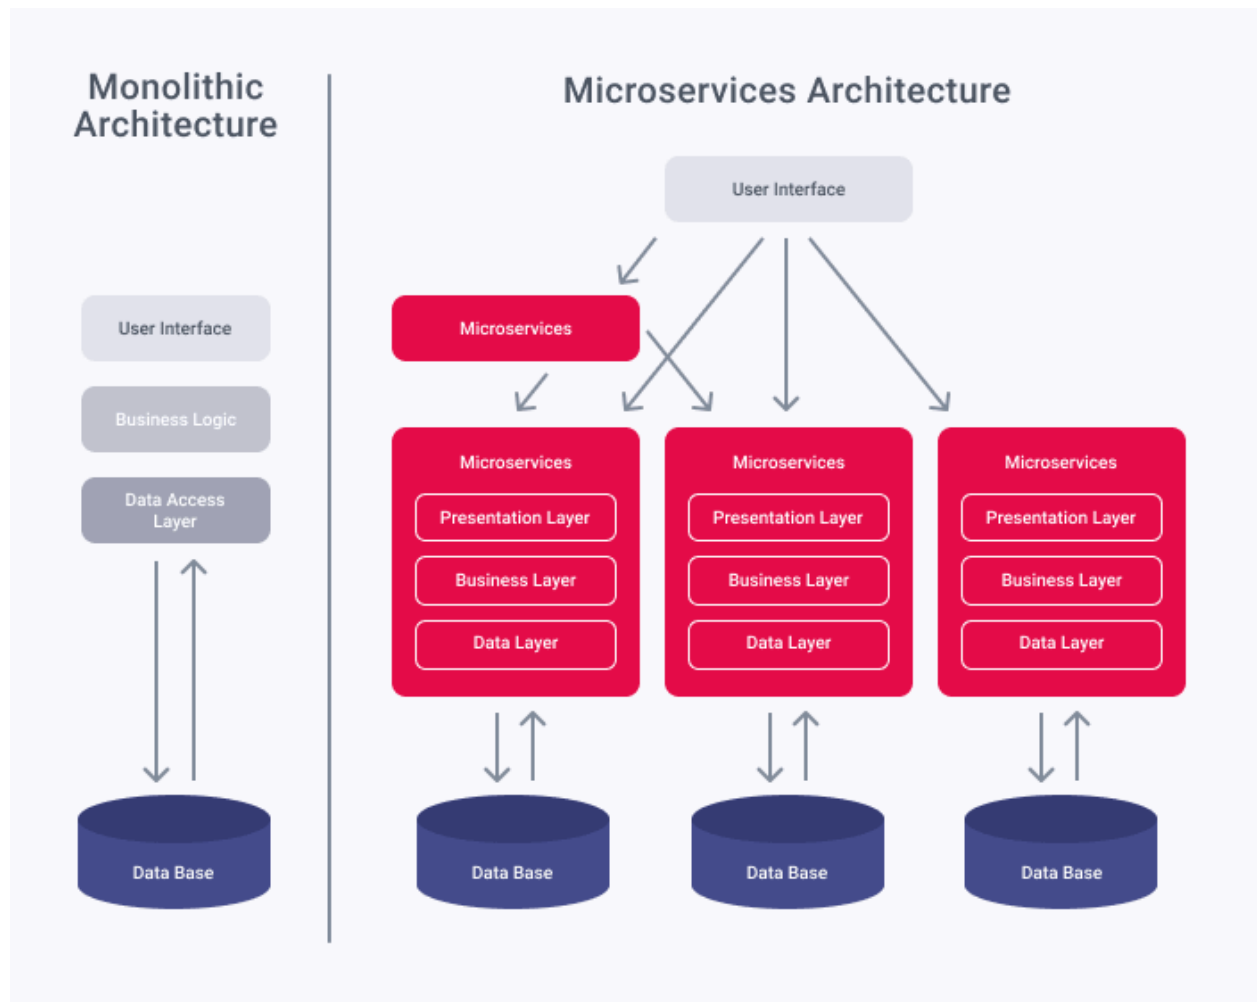 Monolithic
Architecture
User Interface
Business Logic
Data Access
Layer
Data Base
Microservices Architecture
User Interface
Microservices
Microservices
Presentation Layer
Business Layer
Data Layer
Data Base
Microservices
Presentation Layer
Business Layer
Data Layer
Data Base
Microservices
Presentation Layer
Business Layer
Data Layer
Data Base